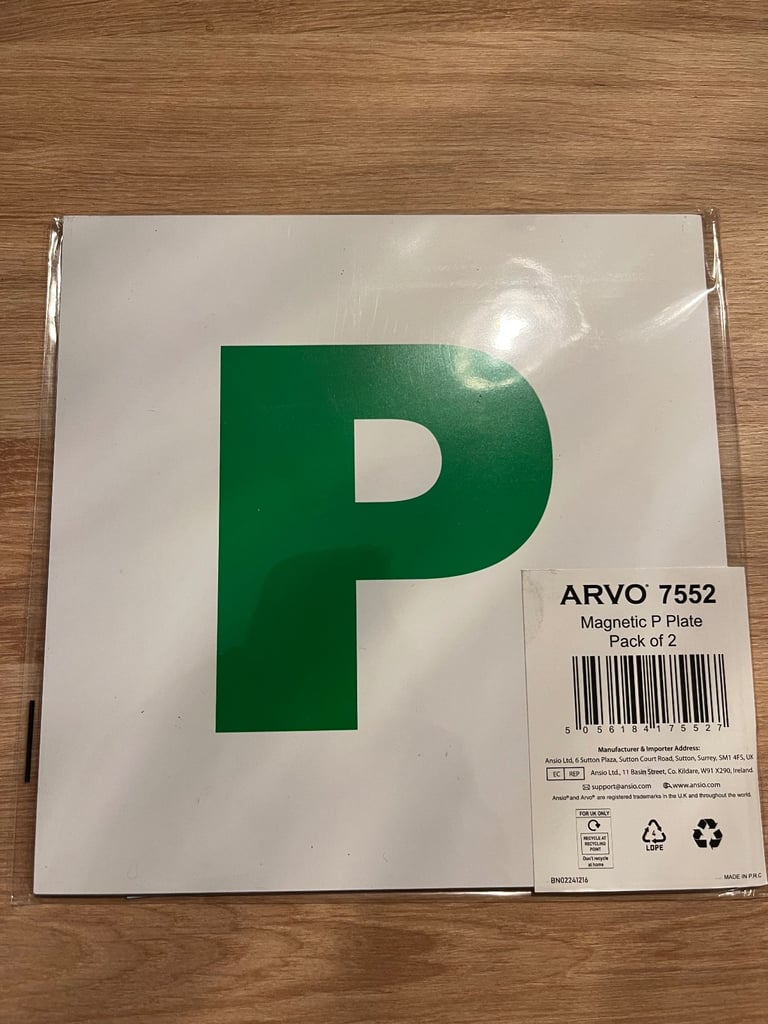 P
ARVO® 7552
Magnetic P Plate
Pack of 2
5 056184 175527
Manufacturer & Importer Address:
Ansio Ltd, 6 Sutton Plaza, Sutton Court Road, Sutton, Surrey, SM1 4FS, UK
EC REP Ansio Ltd., 11 Basin Street, Co. Kildare, W91 X290, Ireland.
support@ansio.com www.ansio.com
Ansio® and Arvo® are registered trademarks in the U.K and throughout the world.
FOR UK ONLY
RECYCLE AT
RECYCLING
POINT
Don't recycle
at home
4
LDPE
BN02241216
MADE IN P.R.C